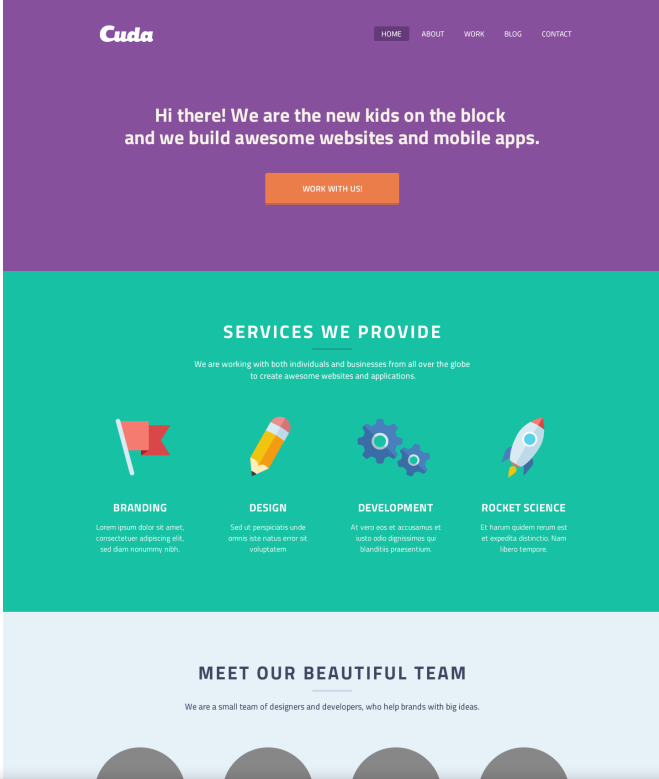 Cuda
HOME ABOUT WORK BLOG CONTACT
Hi there! We are the new kids on the block
and we build awesome websites and mobile apps.
WORK WITH US!
SERVICES WE PROVIDE
We are working with both individuals and businesses from all over the globe
to create awesome websites and applications.
BRANDING
Lorem ipsum dolor sit amet,
consectetuer adipiscing elit,
sed diam nonummy nibh.
DESIGN
Sed ut perspiciatis unde
omnis iste natus error sit
voluptatem
DEVELOPMENT
At vero eos et accusamus et
iusto odio dignissimos qui
blanditiis praesentium.
ROCKET SCIENCE
Et harum quidem rerum est
et expedita distinctio. Nam
libero tempore.
MEET OUR BEAUTIFUL TEAM
We are a small team of designers and developers, who help brands with big ideas.